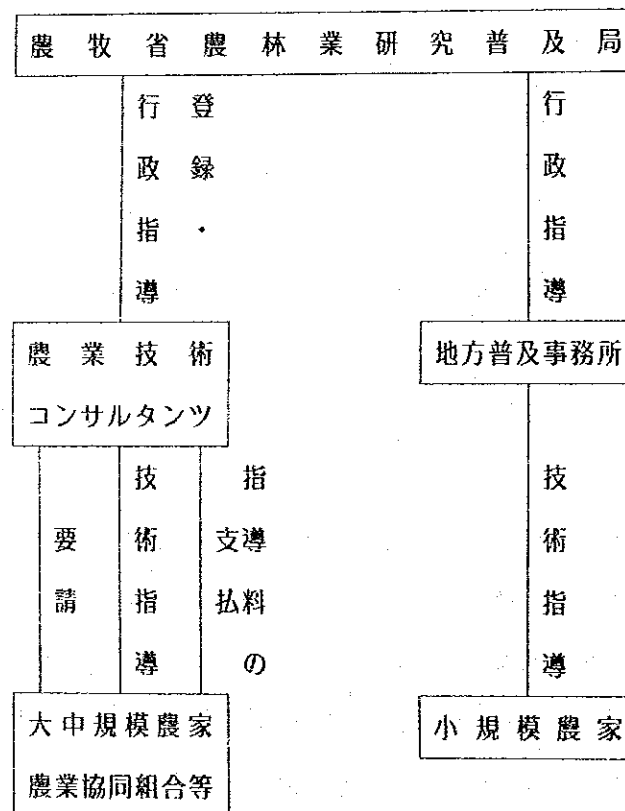 農牧省農林業研究普及局
登録・
行政指導
行政指導
農業技術
コンサルタンツ
地方普及事務所
要請
技術指導
指導料の
支払
技術指導
大中規模農家
農業協同組合等
小規模農家